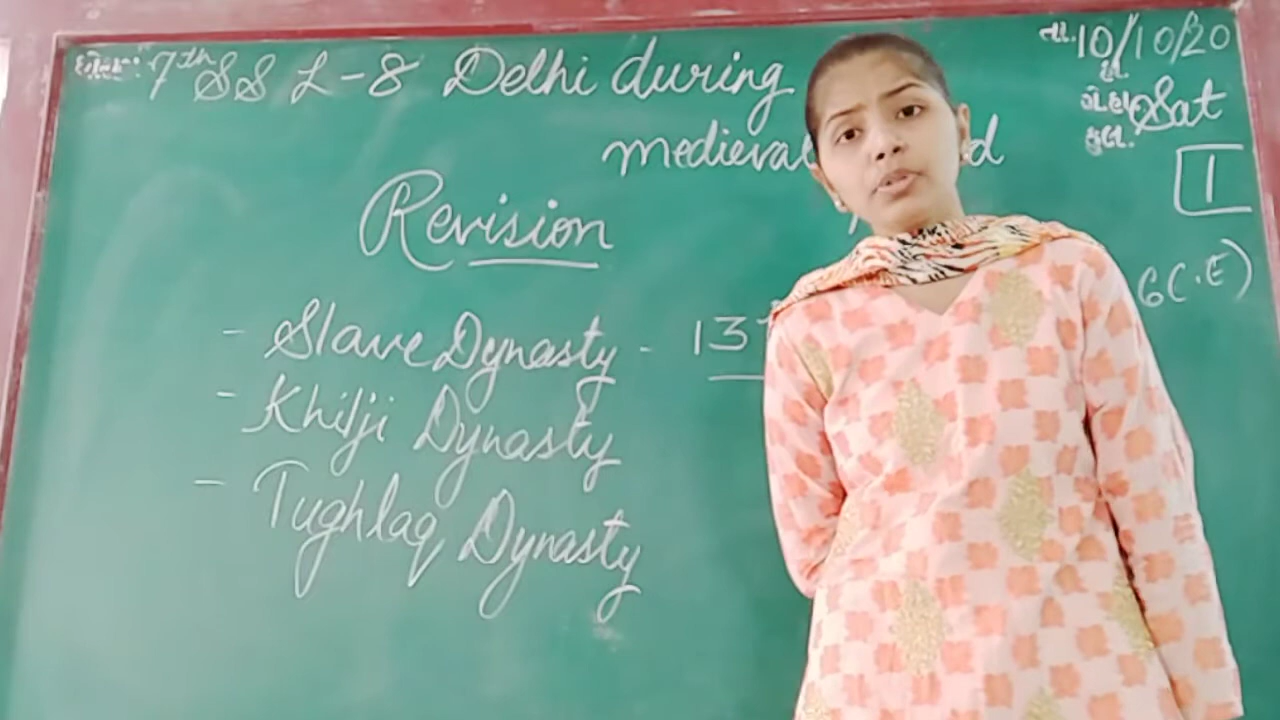 7th SS L-8 Delhi during
medieval d
તા. 10/10/20
Sat
1
Revision
6 C.E)
- Slave Dynasty - 13
- Khilji Dynasty
- Tughlaq Dynasty